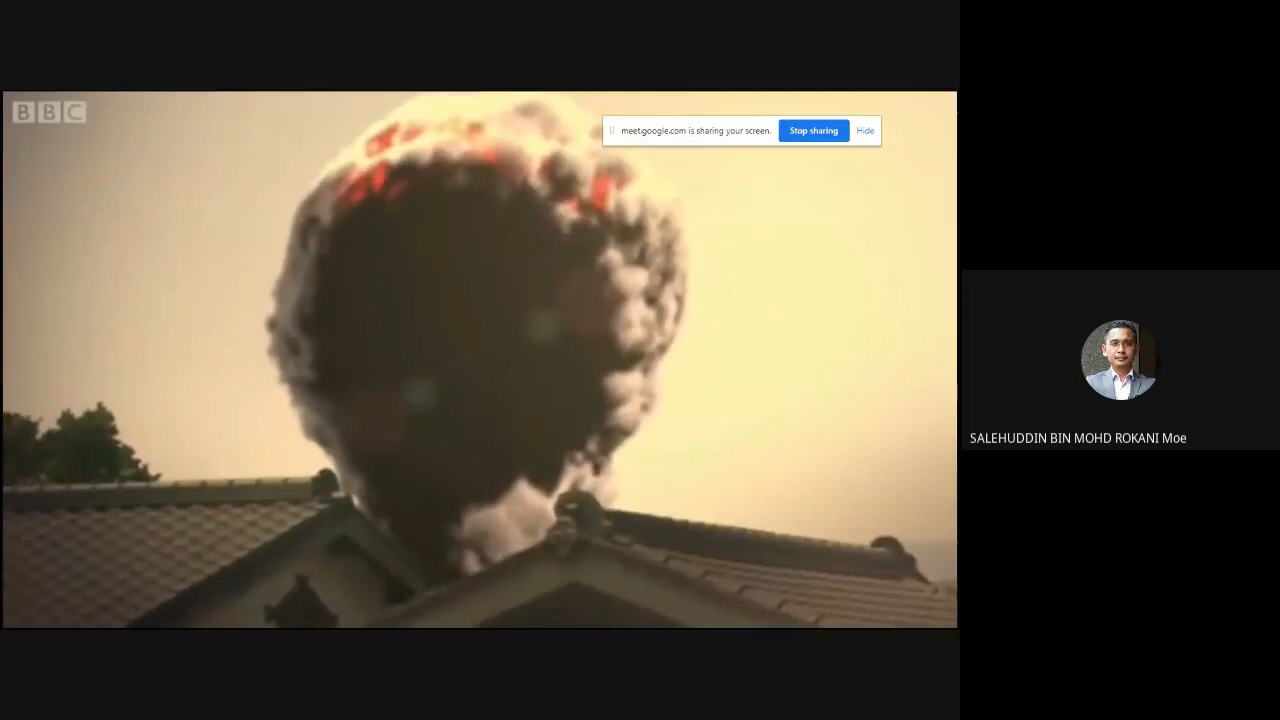 BBC
meet.google.com is sharing your screen.
Stop sharing
Hide
SALEHUDDIN BIN MOHD ROKANI Moe